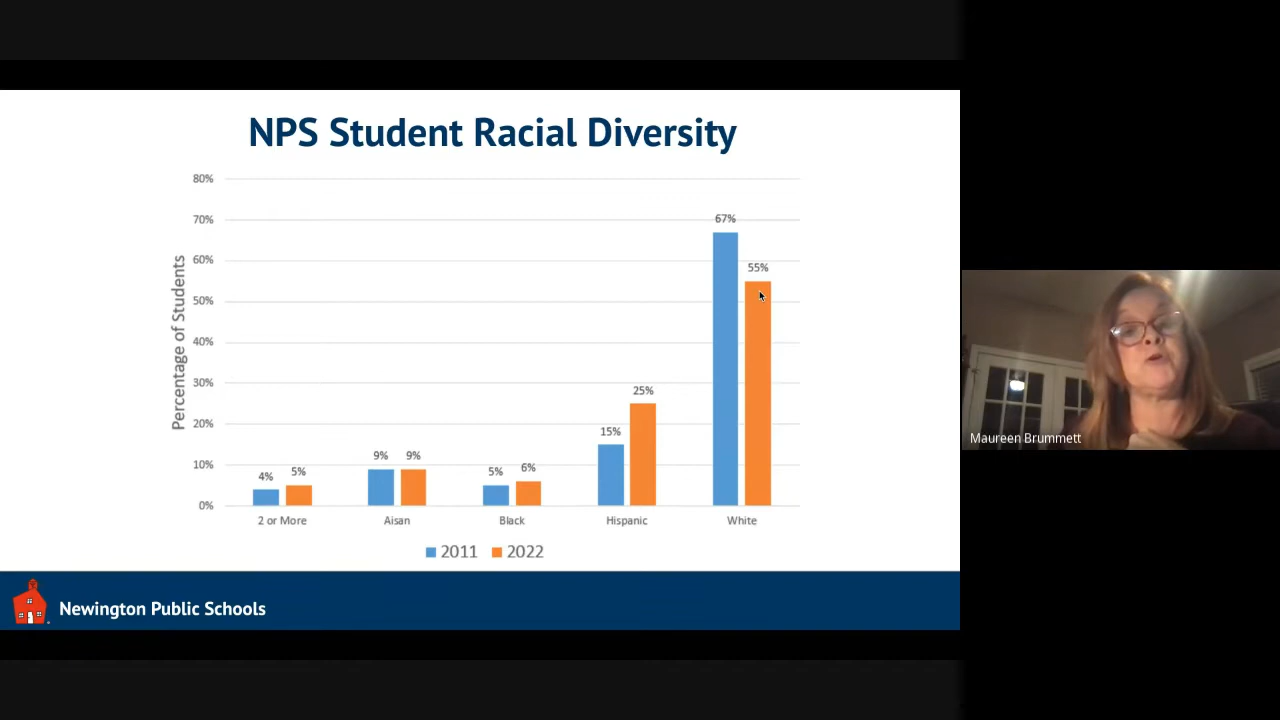 NPS Student Racial Diversity
Percentage of Students
80%
70%
60%
50%
40%
30%
20%
10%
0%
4% 5% 9% 9% 5% 6% 15% 25% 67% 55%
2 or More Aisan Black Hispanic White
2011 2022
Newington Public Schools
Maureen Brummett